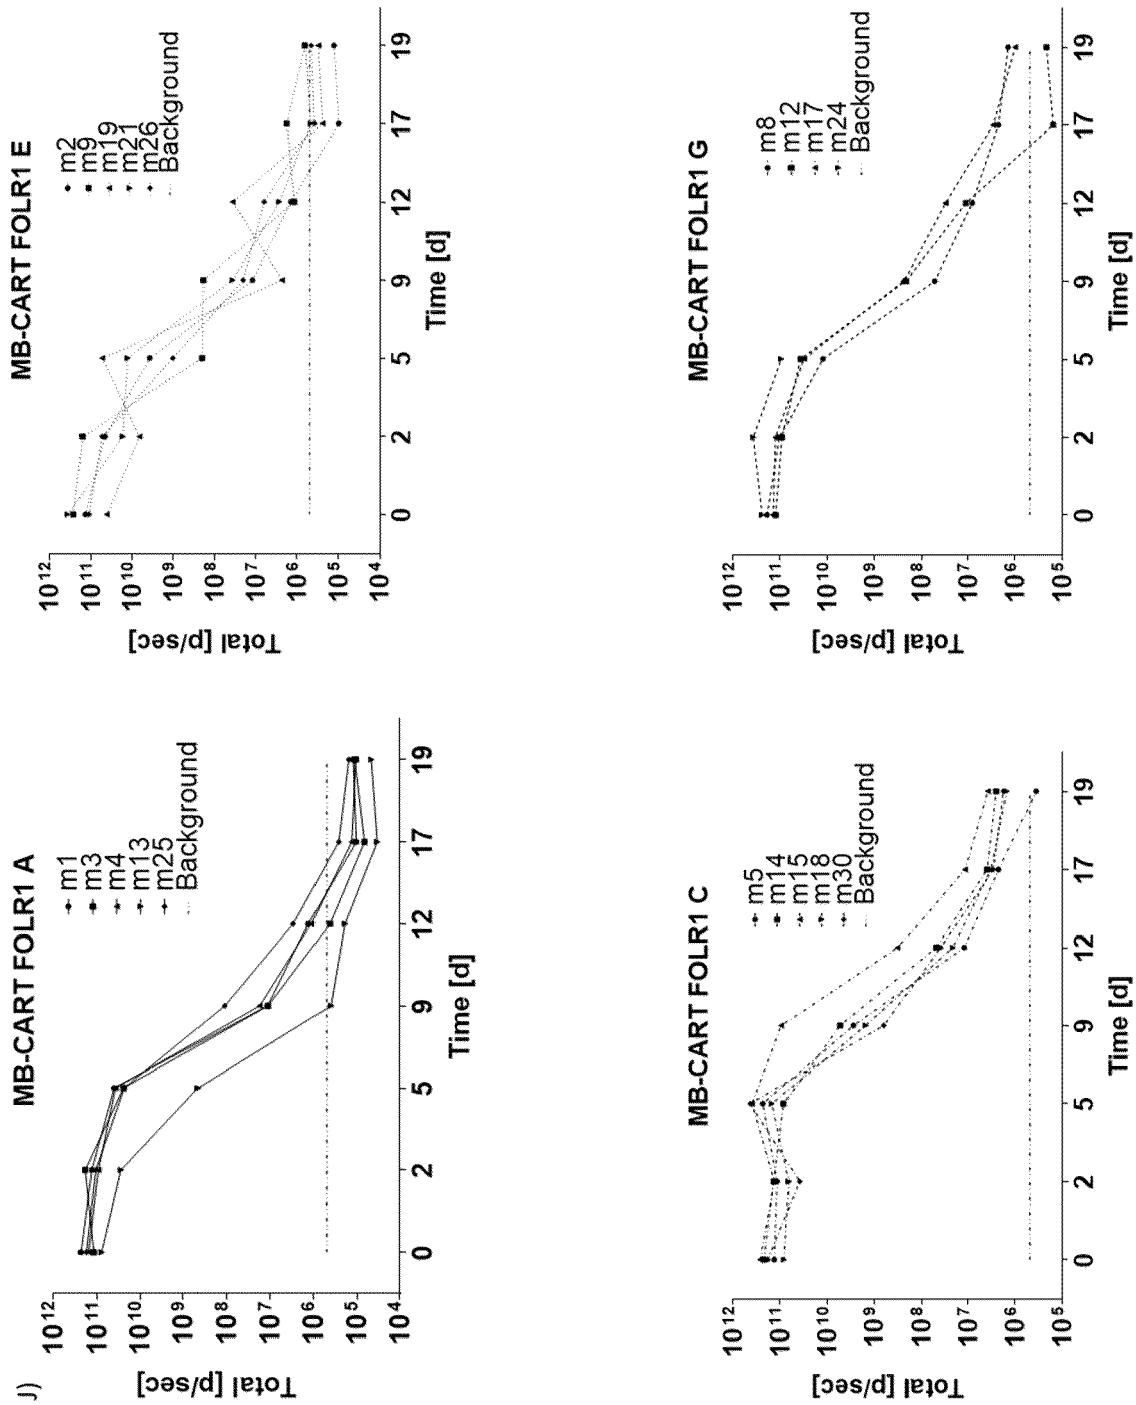 J)
MB-CART FOLR1 A
Total [p/sec]
10¹²
10¹¹
10¹⁰
10⁹
10⁸
10⁷
10⁶
10⁵
10⁴
0 2 5 9 12 17 19
Time [d]
m1
m3
m4
m13
m25
Background
MB-CART FOLR1 E
Total [p/sec]
10¹²
10¹¹
10¹⁰
10⁹
10⁸
10⁷
10⁶
10⁵
10⁴
0 2 5 9 12 17 19
Time [d]
m2
m9
m19
m21
m26
Background
MB-CART FOLR1 C
Total [p/sec]
10¹²
10¹¹
10¹⁰
10⁹
10⁸
10⁷
10⁶
10⁵
0 2 5 9 12 17 19
Time [d]
m5
m14
m15
m18
m30
Background
MB-CART FOLR1 G
Total [p/sec]
10¹²
10¹¹
10¹⁰
10⁹
10⁸
10⁷
10⁶
10⁵
0 2 5 9 12 17 19
Time [d]
m8
m12
m17
m24
Background